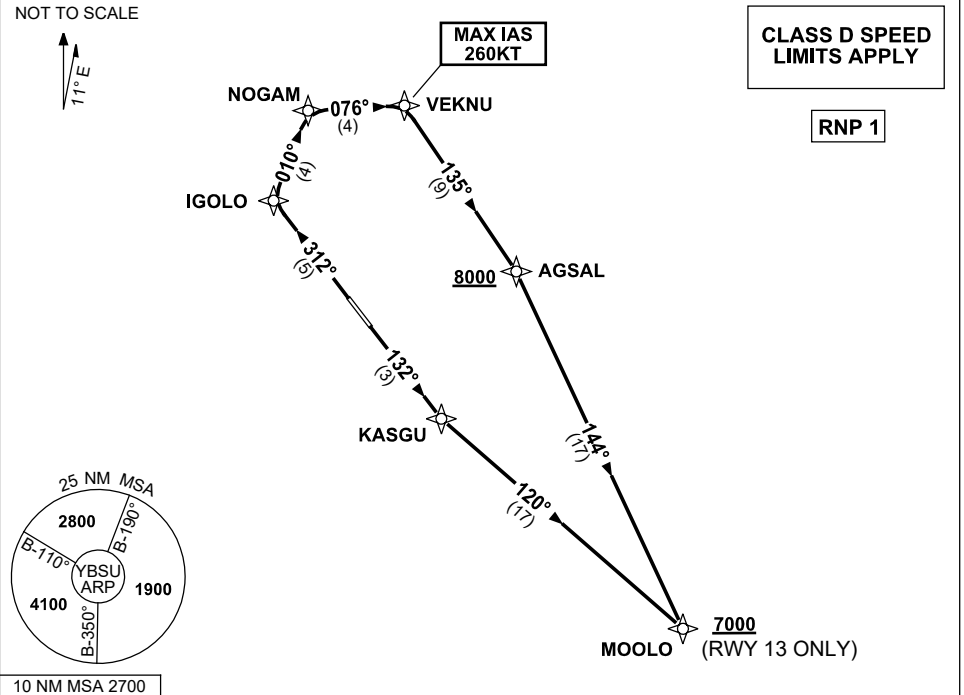 NOT TO SCALE
11° E
MAX IAS
260KT
CLASS D SPEED
LIMITS APPLY
RNP 1
NOGAM
076°
(4)
VEKNU
010°
(4)
IGOLO
135°
(9)
312°
(5)
8000
AGSAL
132°
(3)
KASGU
144°
(17)
120°
(17)
25 NM MSA
2800
B-190°
B-110°
YBSU
ARP
1900
4100
B-350°
10 NM MSA 2700
MOOLO
7000
(RWY 13 ONLY)